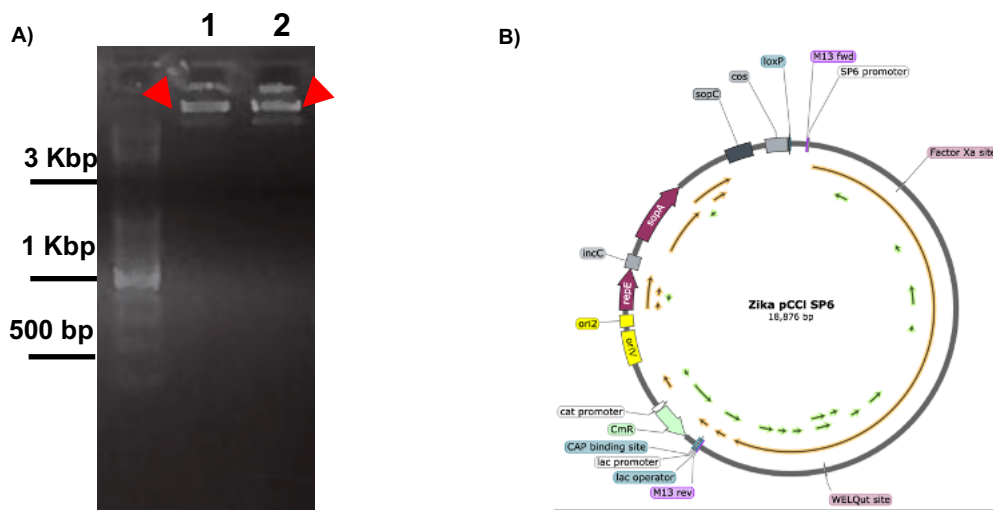 A)
1 2
3 Kbp
1 Kbp
500 bp
B)
loxP
M13 fwd
SP6 promoter
cos
sopC
Factor Xa site
sopA
incC
repE
Zika pCCl SP6
18,876 bp
ori2
oriV
cat promoter
CmR
CAP binding site
lac promoter
lac operator
M13 rev
WELQut site